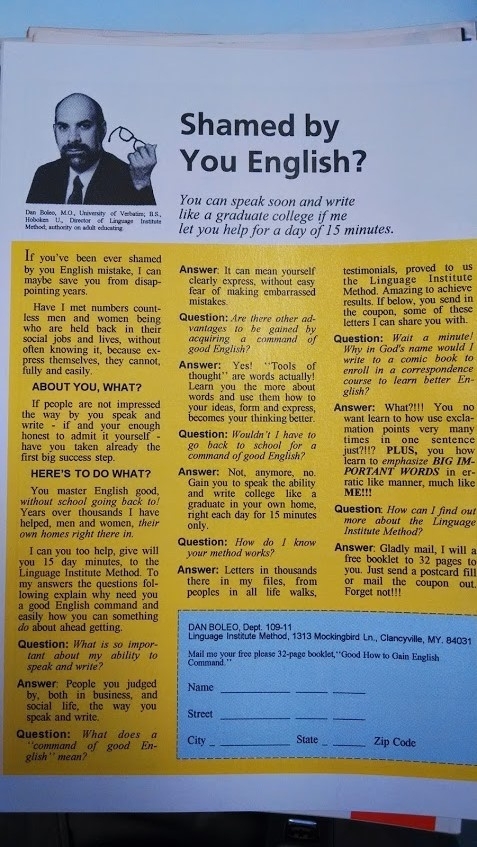 Shamed by
You English?
You can speak soon and write
like a graduate college if me
let you help for a day of 15 minutes.
Dan Boleo, M.O., University of Verbatim; B.S.,
Hoboken U., Director of Linguage Institute
Method, authority on adult educating.
If you've been ever shamed
by you English mistake, I can
maybe save you from disap-
pointing years.
Have I met numbers count-
less men and women being
who are held back in their
social jobs and lives, without
often knowing it, because ex-
press themselves, they cannot,
fully and easily.
ABOUT YOU, WHAT?
If people are not impressed
the way by you speak and
write - if and your enough
honest to admit it yourself -
have you taken already the
first big success step.
HERE'S TO DO WHAT?
You master English good,
without school going back to!
Years over thousands I have
helped, men and women, their
own homes right there in.
I can you too help, give will
you 15 day minutes, to the
Linguage Institute Method. To
my answers the questions fol-
lowing explain why need you
a good English command and
easily how you can something
do about ahead getting.
Question: What is so impor-
tant about my ability to
speak and write?
Answer: People you judged
by, both in business, and
social life, the way you
speak and write.
Question: What does a
"command of good En-
glish" mean?
Answer: It can mean yourself
clearly express, without easy
fear of making embarrased
mistakes.
Question: Are there other ad-
vantages to be gained by
acquiring a command of
good English?
Answer: Yes! "Tools of
thought" are words actually!
Learn you the more about
words and use them how to
your ideas, form and express,
becomes your thinking better.
Question: Wouldn't I have to
go back to school for a
command of good English?
Answer: Not, anymore, no.
Gain you to speak the ability
and write college like a
graduate in your own home,
right each day for 15 minutes
only.
Question: How do I know
your method works?
Answer: Letters in thousands
there in my files, from
peoples in all life walks,
testimonials, proved to us
the Linguage Institute
Method. Amazing to achieve
results. If below, you send in
the coupon, some of these
letters I can share you with.
Question: Wait a minute!
Why in God's name would I
write to a comic book to
enroll in a correspondence
course to learn better En-
glish?
Answer: What?!!! You no
want learn to how use excla-
mation points very many
times in one sentence
just?!!? PLUS, you how
learn to emphasize BIG IM-
PORTANT WORDS in er-
ratic like manner, much like
ME!!!
Question: How can I find out
more about the Linguage
Institute Method?
Answer: Gladly mail, I will a
free booklet to 32 pages to
you. Just send a postcard fill
or mail the coupon out.
Forget not!!!
DAN BOLEO, Dept. 109-11
Linguage Institute Method, 1313 Mockingbird Ln., Clancyville, MY. 84031
Mail me your free please 32-page booklet, "Good How to Gain English
Command."
Name
Street
City State Zip Code